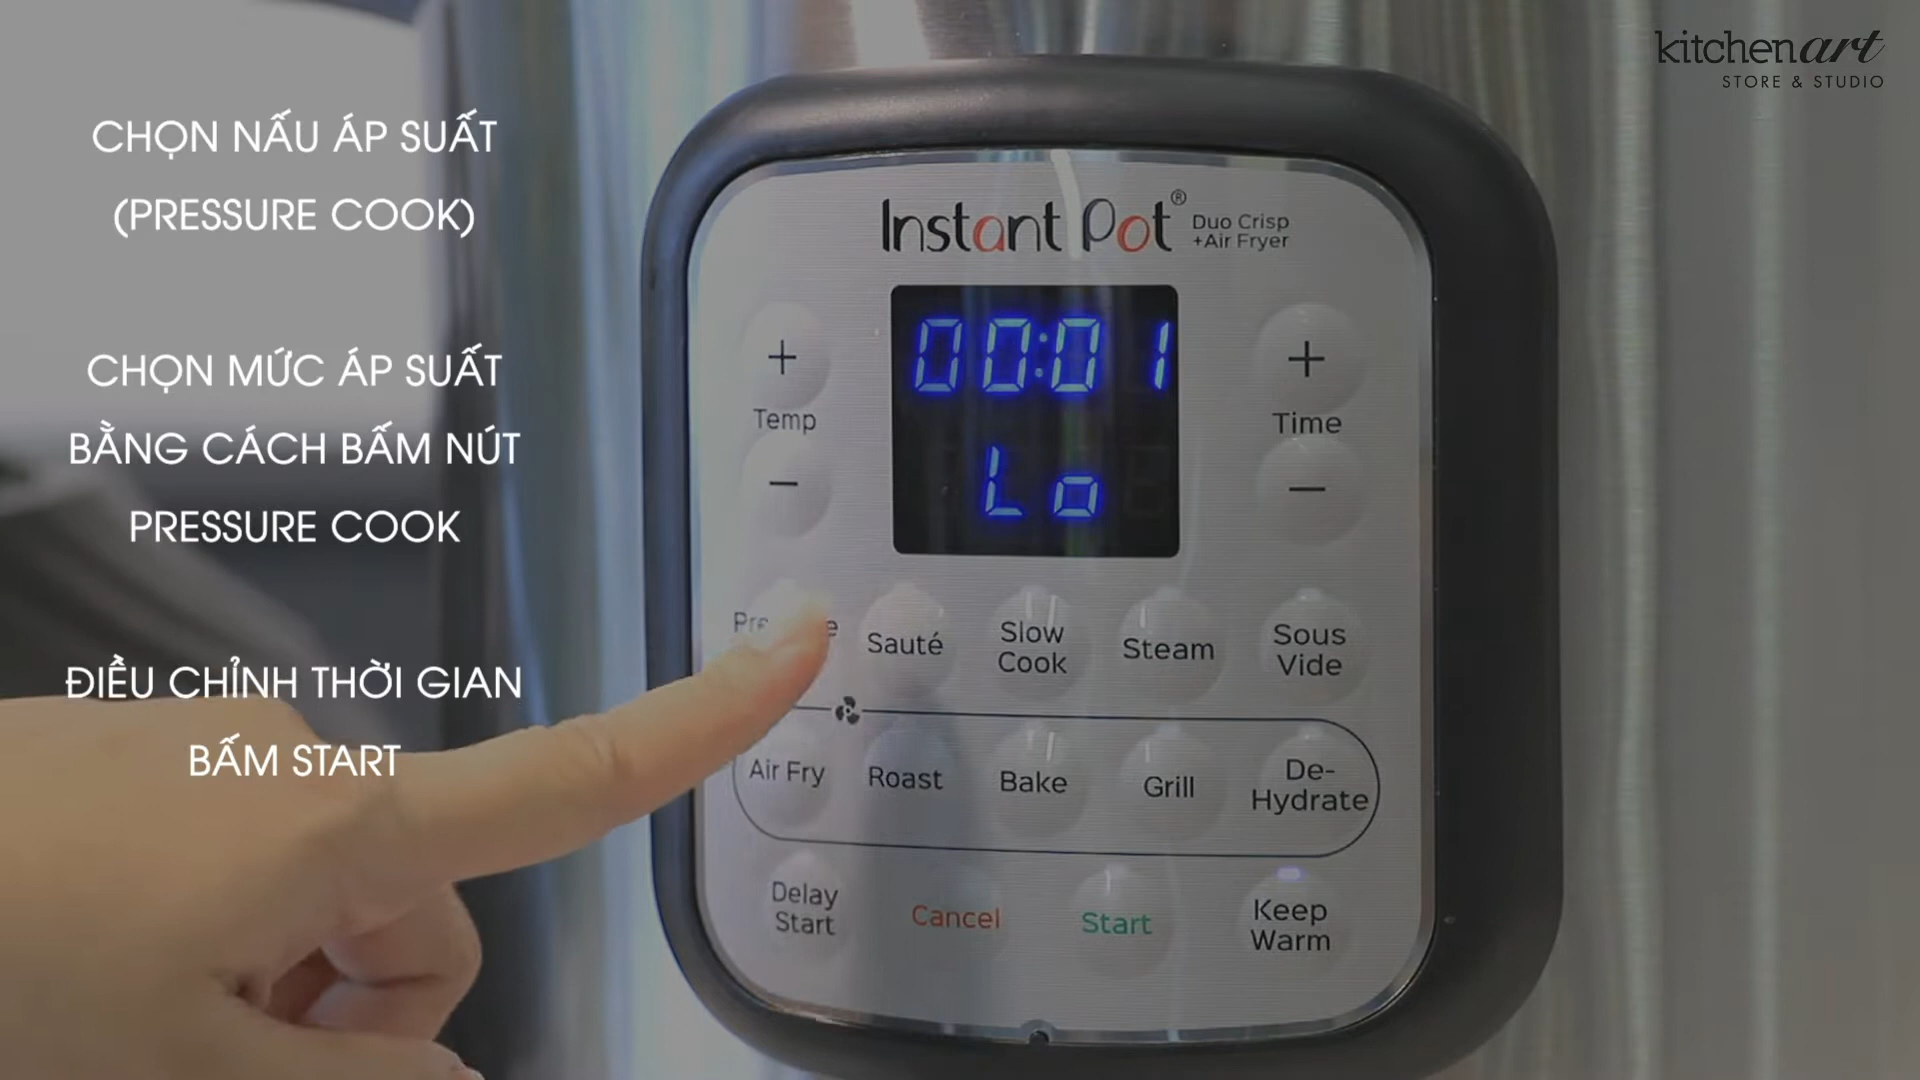 kitchenart
STORE & STUDIO
CHỌN NẤU ÁP SUẤT
(PRESSURE COOK)
CHỌN MỨC ÁP SUẤT
BẰNG CÁCH BẤM NÚT
PRESSURE COOK
ĐIỀU CHỈNH THỜI GIAN
BẤM START
Instant Pot®
Duo Crisp
+Air Fryer
00:01
Lo
+
Temp
−
+
Time
−
Sauté
Slow
Cook
Steam
Sous
Vide
Air Fry
Roast
Bake
Grill
De-
Hydrate
Delay
Start
Cancel
Start
Keep
Warm